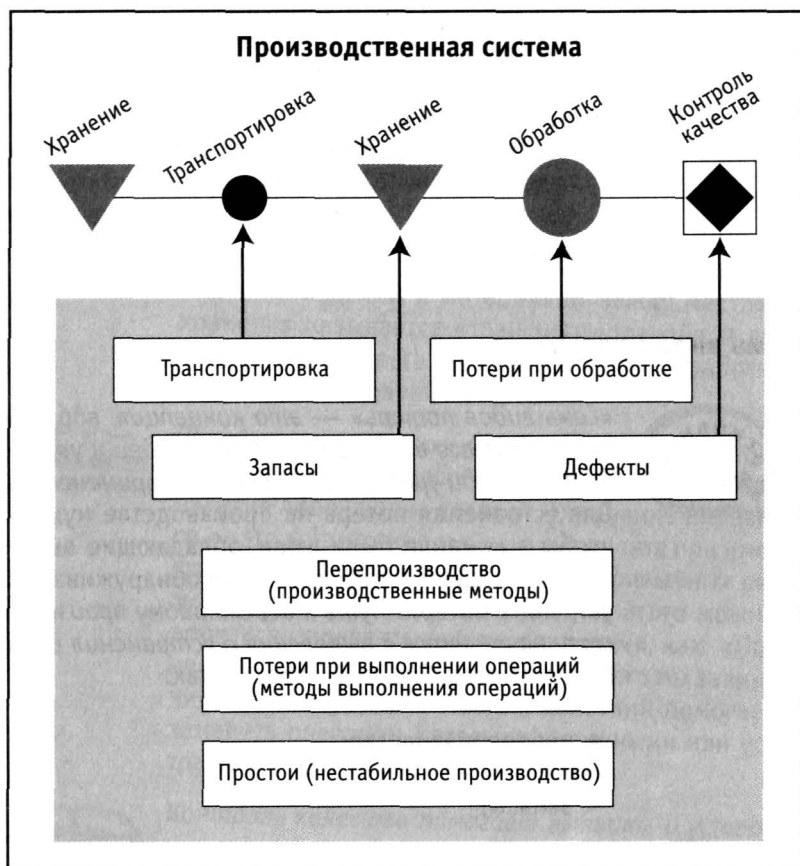 Производственная система
Хранение
Транспортировка
Хранение
Обработка
Контроль
качества
Транспортировка
Потери при обработке
Запасы
Дефекты
Перепроизводство
(производственные методы)
Потери при выполнении операций
(методы выполнения операций)
Простои (нестабильное производство)